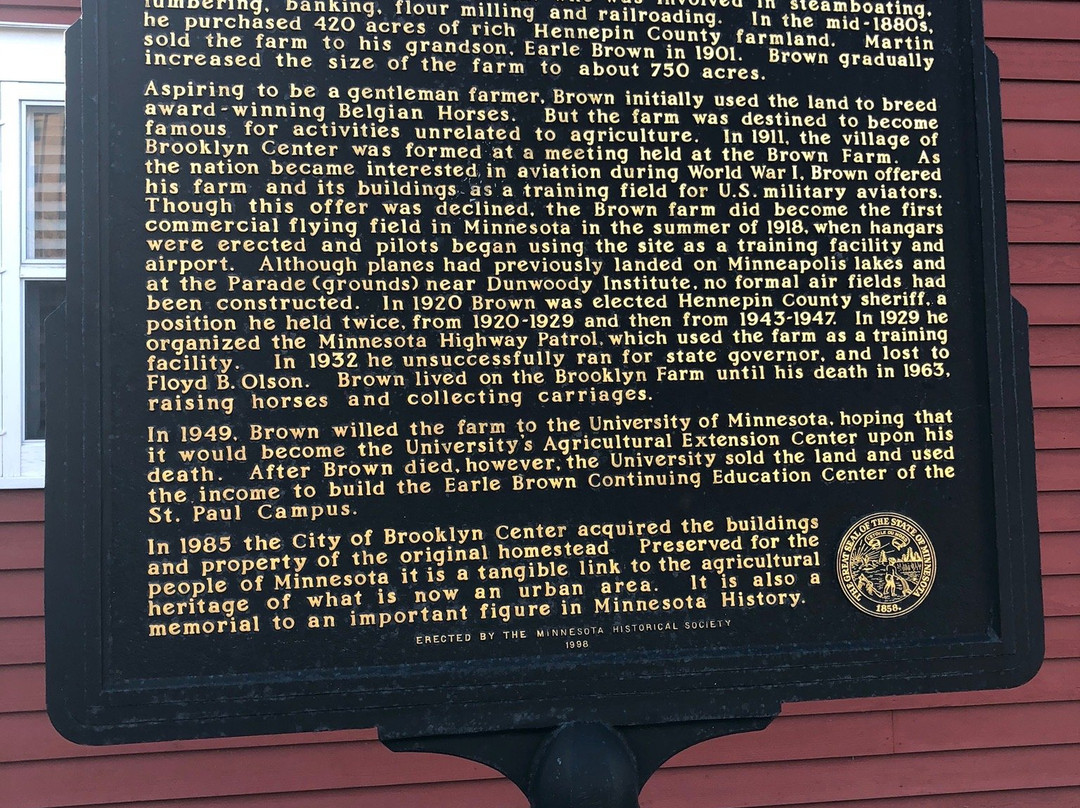 lumbering, banking, flour milling and railroading. In the mid-1880s,
he purchased 420 acres of rich Hennepin County farmland. Martin
sold the farm to his grandson, Earle Brown in 1901. Brown gradually
increased the size of the farm to about 750 acres.
Aspiring to be a gentleman farmer, Brown initially used the land to breed
award-winning Belgian Horses. But the farm was destined to become
famous for activities unrelated to agriculture. In 1911, the village of
Brooklyn Center was formed at a meeting held at the Brown Farm. As
the nation became interested in aviation during World War I, Brown offered
his farm and its buildings as a training field for U.S. military aviators.
Though this offer was declined, the Brown farm did become the first
commercial flying field in Minnesota in the summer of 1918, when hangars
were erected and pilots began using the site as a training facility and
airport. Although planes had previously landed on Minneapolis lakes and
at the Parade (grounds) near Dunwoody Institute, no formal air fields had
been constructed. In 1920 Brown was elected Hennepin County sheriff, a
position he held twice, from 1920-1929 and then from 1943-1947. In 1929 he
organized the Minnesota Highway Patrol, which used the farm as a training
facility. In 1932 he unsuccessfully ran for state governor, and lost to
Floyd B. Olson. Brown lived on the Brooklyn Farm until his death in 1963,
raising horses and collecting carriages.
In 1949, Brown willed the farm to the University of Minnesota, hoping that
it would become the University's Agricultural Extension Center upon his
death. After Brown died, however, the University sold the land and used
the income to build the Earle Brown Continuing Education Center of the
St. Paul Campus.
In 1985 the City of Brooklyn Center acquired the buildings
and property of the original homestead Preserved for the
people of Minnesota it is a tangible link to the agricultural
heritage of what is now an urban area. It is also a
memorial to an important figure in Minnesota History.
THE GREAT SEAL OF THE STATE OF MINNESOTA
1858.
ERECTED BY THE MINNESOTA HISTORICAL SOCIETY
1998